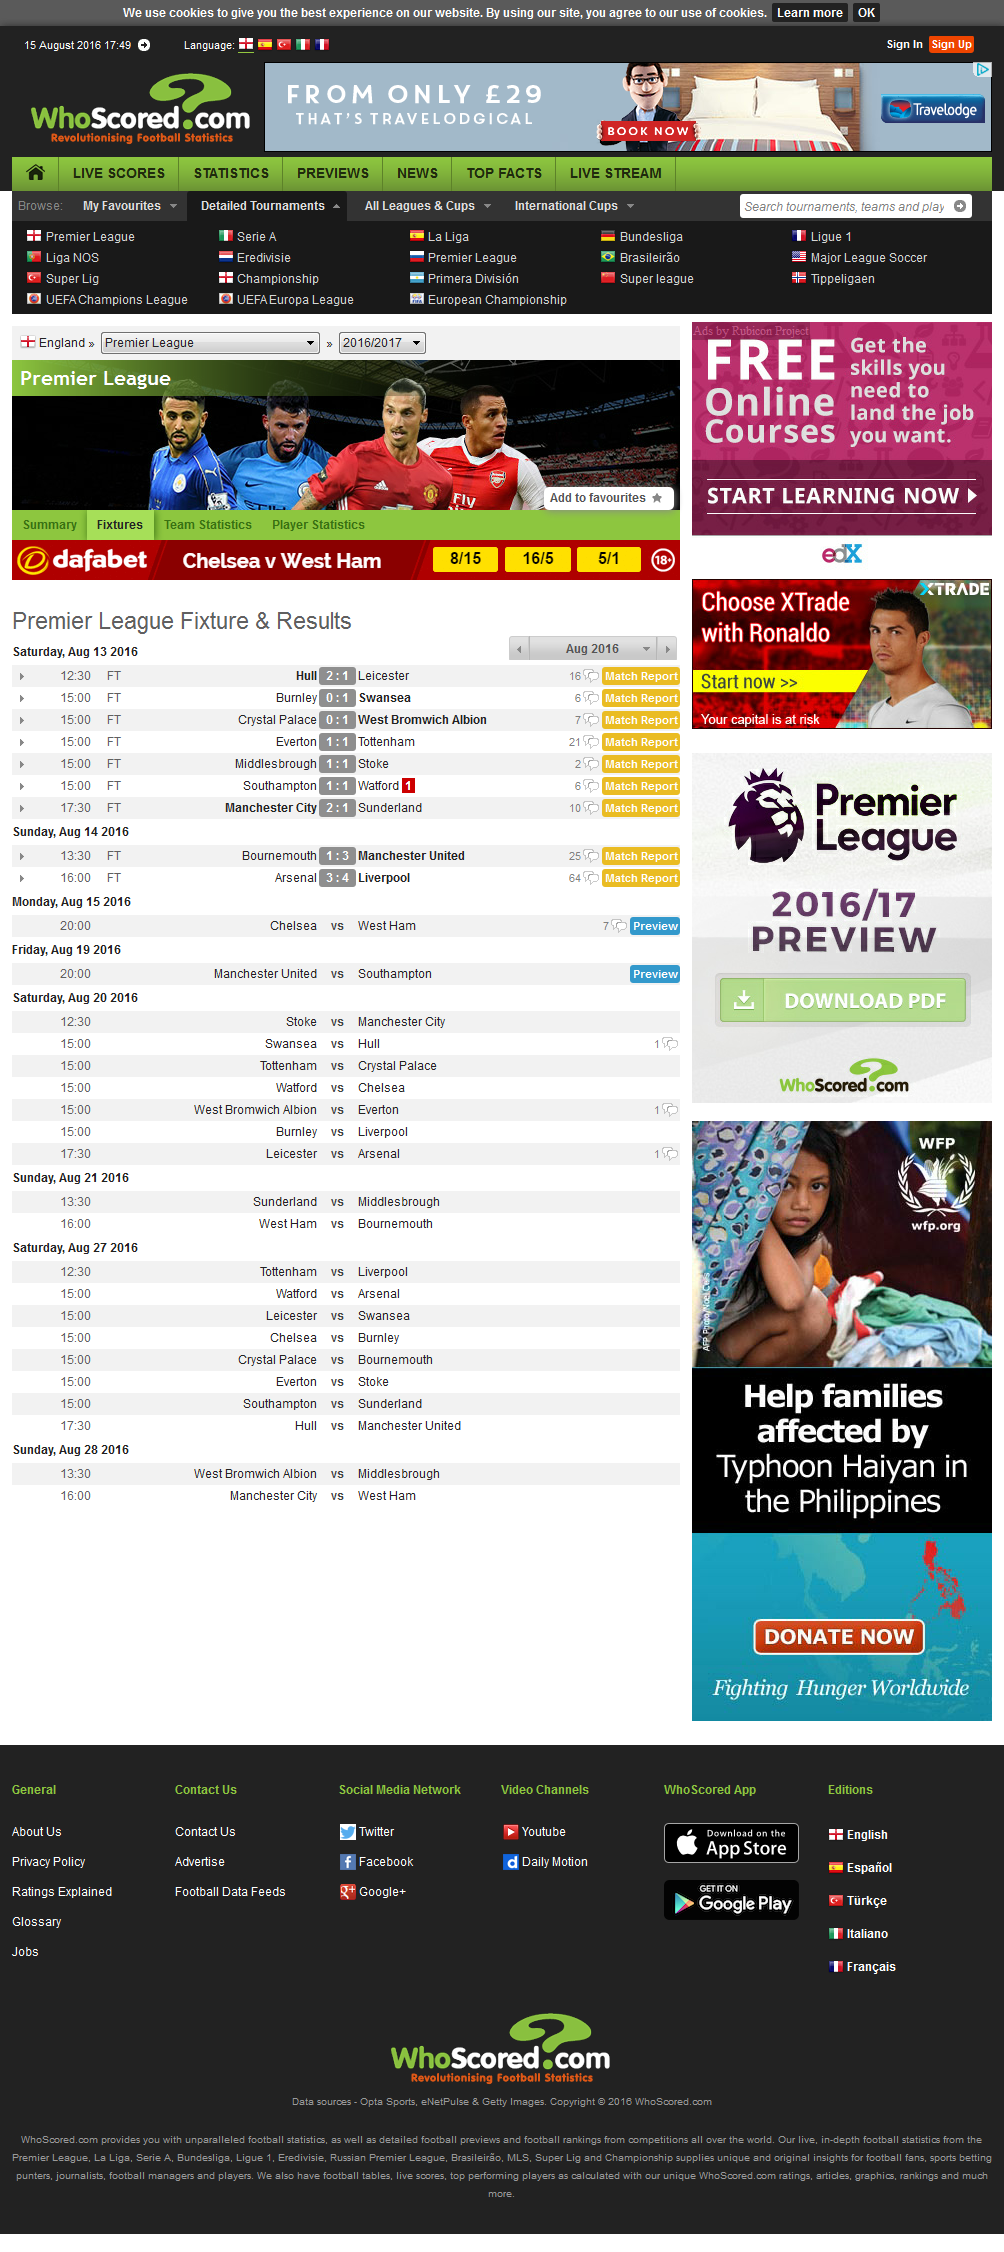 We use cookies to give you the best experience on our website. By using our site, you agree to our use of cookies. Learn more OK
15 August 2016 17:49 Language: Sign In Sign Up
WhoScored.com
Revolutionising Football Statistics
FROM ONLY £29
THAT'S TRAVELODGICAL
BOOK NOW
Travelodge
LIVE SCORES STATISTICS PREVIEWS NEWS TOP FACTS LIVE STREAM
Browse: My Favourites Detailed Tournaments All Leagues & Cups International Cups Search tournaments, teams and play
Premier League Serie A La Liga Bundesliga Ligue 1
Liga NOS Eredivisie Premier League Brasileirão Major League Soccer
Super Lig Championship Primera División Super league Tippeligaen
UEFA Champions League UEFA Europa League European Championship
England » Premier League » 2016/2017
Premier League
Add to favourites
Summary Fixtures Team Statistics Player Statistics
dafabet Chelsea v West Ham 8/15 16/5 5/1 18+
Premier League Fixture & Results
Aug 2016
Saturday, Aug 13 2016
12:30 FT Hull 2 : 1 Leicester 16 Match Report
15:00 FT Burnley 0 : 1 Swansea 6 Match Report
15:00 FT Crystal Palace 0 : 1 West Bromwich Albion 7 Match Report
15:00 FT Everton 1 : 1 Tottenham 21 Match Report
15:00 FT Middlesbrough 1 : 1 Stoke 2 Match Report
15:00 FT Southampton 1 : 1 Watford 1 6 Match Report
17:30 FT Manchester City 2 : 1 Sunderland 10 Match Report
Sunday, Aug 14 2016
13:30 FT Bournemouth 1 : 3 Manchester United 25 Match Report
16:00 FT Arsenal 3 : 4 Liverpool 64 Match Report
Monday, Aug 15 2016
20:00 Chelsea vs West Ham 7 Preview
Friday, Aug 19 2016
20:00 Manchester United vs Southampton Preview
Saturday, Aug 20 2016
12:30 Stoke vs Manchester City
15:00 Swansea vs Hull 1
15:00 Tottenham vs Crystal Palace
15:00 Watford vs Chelsea
15:00 West Bromwich Albion vs Everton 1
15:00 Burnley vs Liverpool
17:30 Leicester vs Arsenal 1
Sunday, Aug 21 2016
13:30 Sunderland vs Middlesbrough
16:00 West Ham vs Bournemouth
Saturday, Aug 27 2016
12:30 Tottenham vs Liverpool
15:00 Watford vs Arsenal
15:00 Leicester vs Swansea
15:00 Chelsea vs Burnley
15:00 Crystal Palace vs Bournemouth
15:00 Everton vs Stoke
15:00 Southampton vs Sunderland
17:30 Hull vs Manchester United
Sunday, Aug 28 2016
13:30 West Bromwich Albion vs Middlesbrough
16:00 Manchester City vs West Ham
Ads by Rubicon Project
FREE
Online
Courses
Get the
skills you
need to
land the job
you want.
START LEARNING NOW
edX
XTRADE
Choose XTrade
with Ronaldo
Start now >>
Your capital is at risk
Premier
League
2016/17
PREVIEW
DOWNLOAD PDF
WhoScored.com
WFP
wfp.org
Help families
affected by
Typhoon Haiyan in
the Philippines
DONATE NOW
Fighting Hunger Worldwide
General
About Us
Privacy Policy
Ratings Explained
Glossary
Jobs
Contact Us
Contact Us
Advertise
Football Data Feeds
Social Media Network
Twitter
Facebook
Google+
Video Channels
Youtube
Daily Motion
WhoScored App
Download on the
App Store
GET IT ON
Google Play
Editions
English
Español
Türkçe
Italiano
Français
WhoScored.com
Revolutionising Football Statistics
Data sources - Opta Sports, eNetPulse & Getty Images. Copyright © 2016 WhoScored.com
WhoScored.com provides you with unparalleled football statistics, as well as detailed football previews and football rankings from competitions all over the world. Our live, in-depth football statistics from the
Premier League, La Liga, Serie A, Bundesliga, Ligue 1, Eredivisie, Russian Premier League, Brasileirão, MLS, Super Lig and Championship supplies unique and original insights for football fans, sports betting
punters, journalists, football managers and players. We also have football tables, live scores, top performing players as calculated with our unique WhoScored.com ratings, articles, graphics, rankings and much
more.